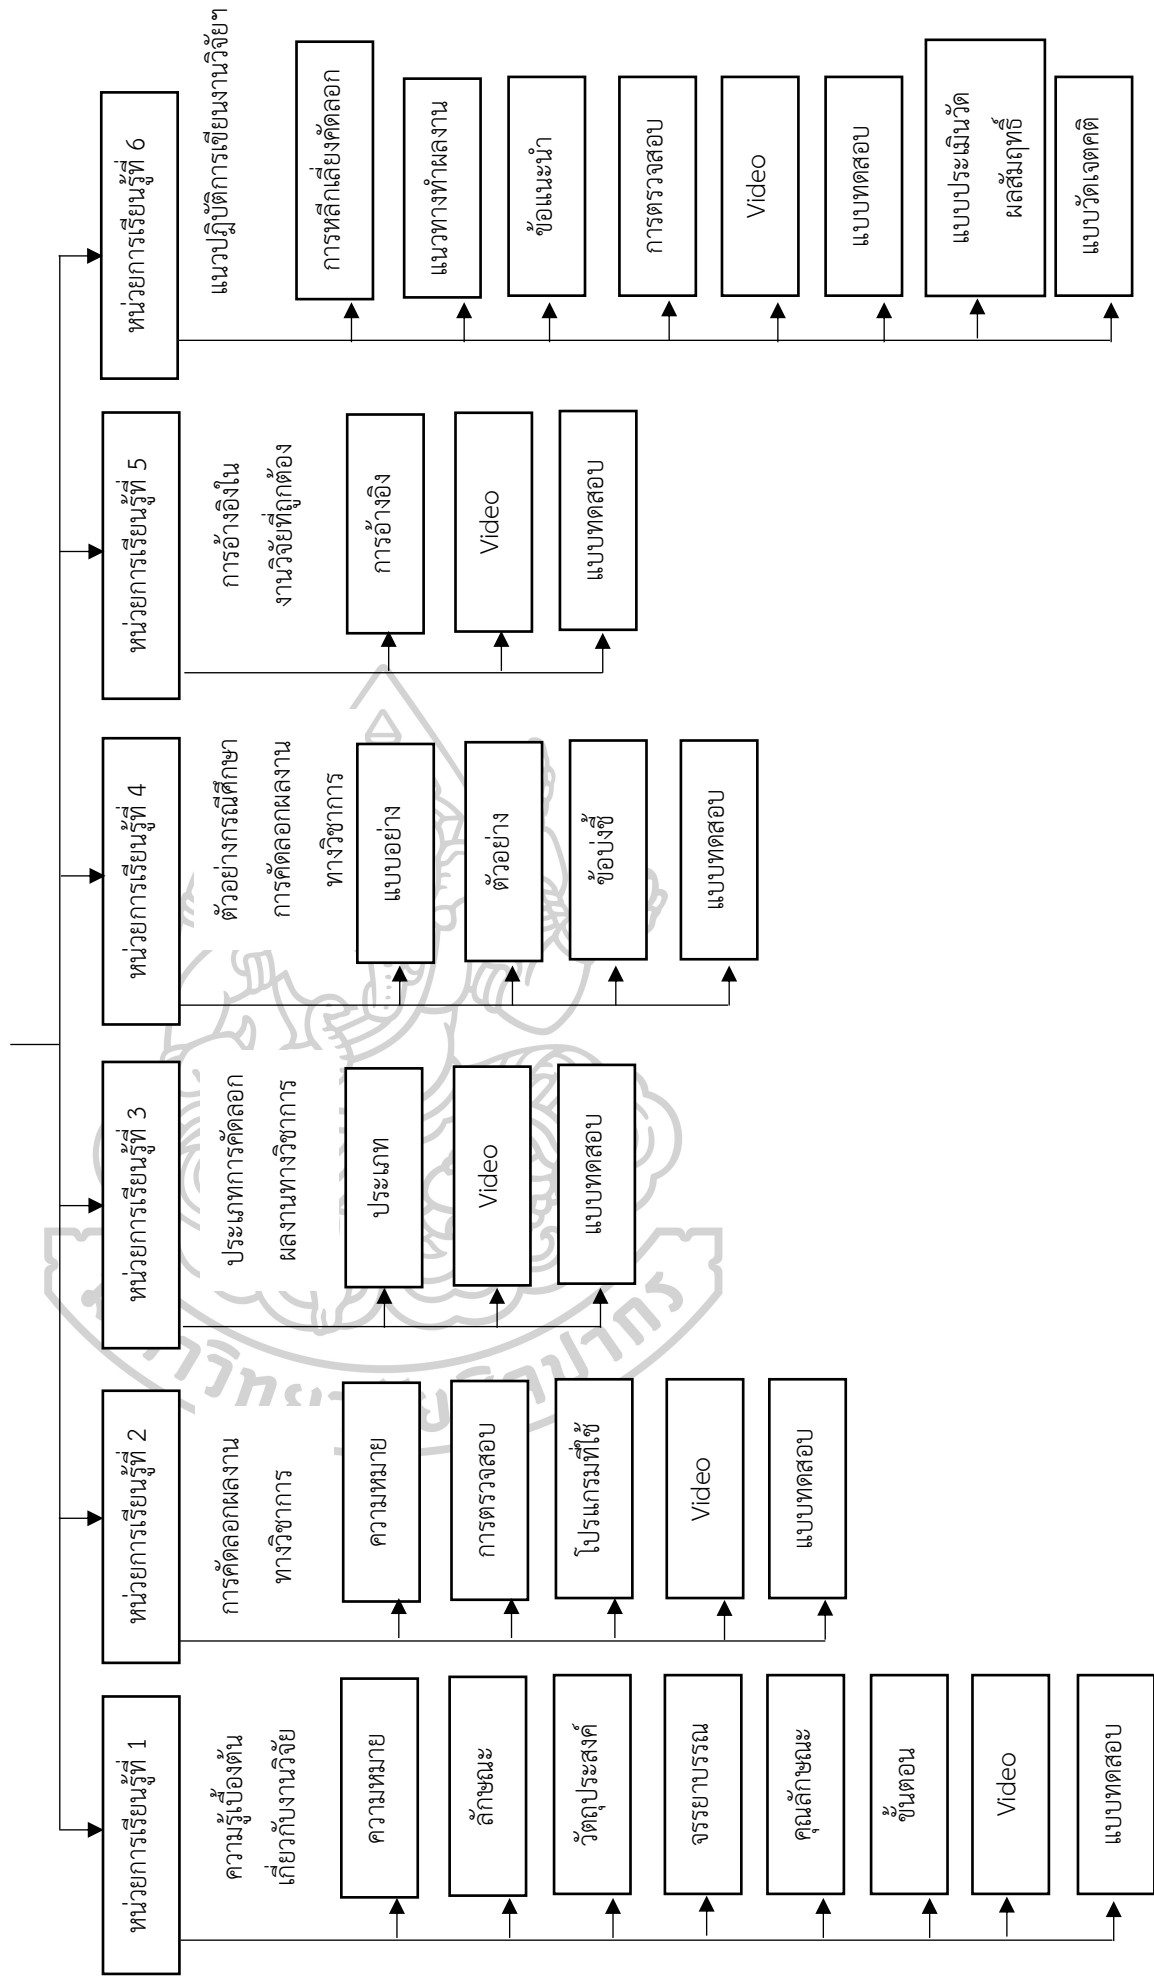 หน่วยการเรียนรู้ที่ 1
ความรู้เบื้องต้น
เกี่ยวกับงานวิจัย
ความหมาย
ลักษณะ
วัตถุประสงค์
จรรยาบรรณ
คุณลักษณะ
ขั้นตอน
Video
แบบทดสอบ
หน่วยการเรียนรู้ที่ 2
การคัดลอกผลงาน
ทางวิชาการ
ความหมาย
การตรวจสอบ
โปรแกรมที่ใช้
Video
แบบทดสอบ
หน่วยการเรียนรู้ที่ 3
ประเภทการคัดลอก
ผลงานทางวิชาการ
ประเภท
Video
แบบทดสอบ
หน่วยการเรียนรู้ที่ 4
ตัวอย่างกรณีศึกษา
การคัดลอกผลงาน
ทางวิชาการ
แบบอย่าง
ตัวอย่าง
ข้อบ่งชี้
แบบทดสอบ
หน่วยการเรียนรู้ที่ 5
การอ้างอิงใน
งานวิจัยที่ถูกต้อง
การอ้างอิง
Video
แบบทดสอบ
หน่วยการเรียนรู้ที่ 6
แนวปฏิบัติการเขียนงานวิจัยฯ
การหลีกเลี่ยงคัดลอก
แนวทางทำผลงาน
ข้อแนะนำ
การตรวจสอบ
Video
แบบทดสอบ
แบบประเมินวัด
ผลสัมฤทธิ์
แบบวัดเจตคติ